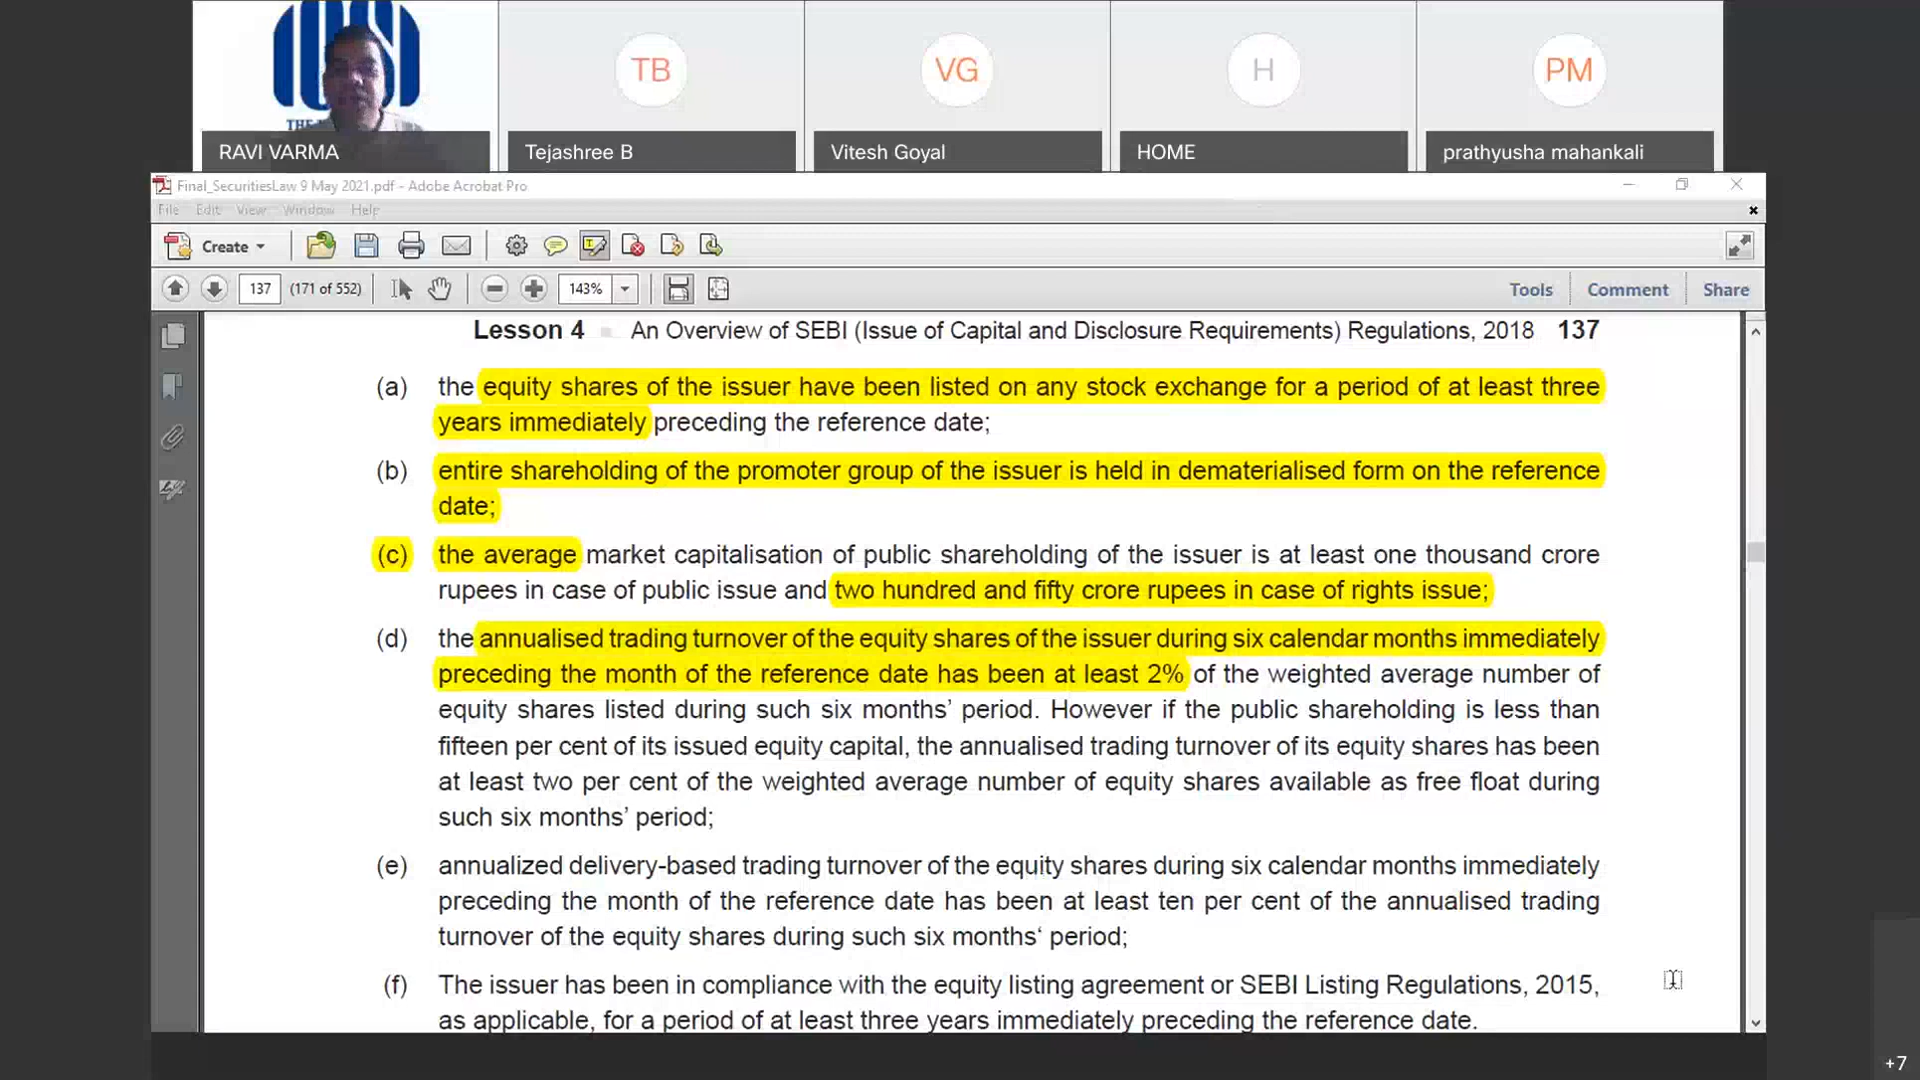 THE
TB
VG
H
PM
RAVI VARMA
Tejashree B
Vitesh Goyal
HOME
prathyusha mahankali
Final_SecuritiesLaw 9 May 2021.pdf - Adobe Acrobat Pro
File Edit View Window Help
Create
137 (171 of 552) 143% Tools Comment Share
Lesson 4 An Overview of SEBI (Issue of Capital and Disclosure Requirements) Regulations, 2018 137
(a) the equity shares of the issuer have been listed on any stock exchange for a period of at least three
years immediately preceding the reference date;
(b) entire shareholding of the promoter group of the issuer is held in dematerialised form on the reference
date;
(c) the average market capitalisation of public shareholding of the issuer is at least one thousand crore
rupees in case of public issue and two hundred and fifty crore rupees in case of rights issue;
(d) the annualised trading turnover of the equity shares of the issuer during six calendar months immediately
preceding the month of the reference date has been at least 2% of the weighted average number of
equity shares listed during such six months’ period. However if the public shareholding is less than
fifteen per cent of its issued equity capital, the annualised trading turnover of its equity shares has been
at least two per cent of the weighted average number of equity shares available as free float during
such six months’ period;
(e) annualized delivery-based trading turnover of the equity shares during six calendar months immediately
preceding the month of the reference date has been at least ten per cent of the annualised trading
turnover of the equity shares during such six months‘ period;
(f) The issuer has been in compliance with the equity listing agreement or SEBI Listing Regulations, 2015,
as applicable, for a period of at least three years immediately preceding the reference date.
+7